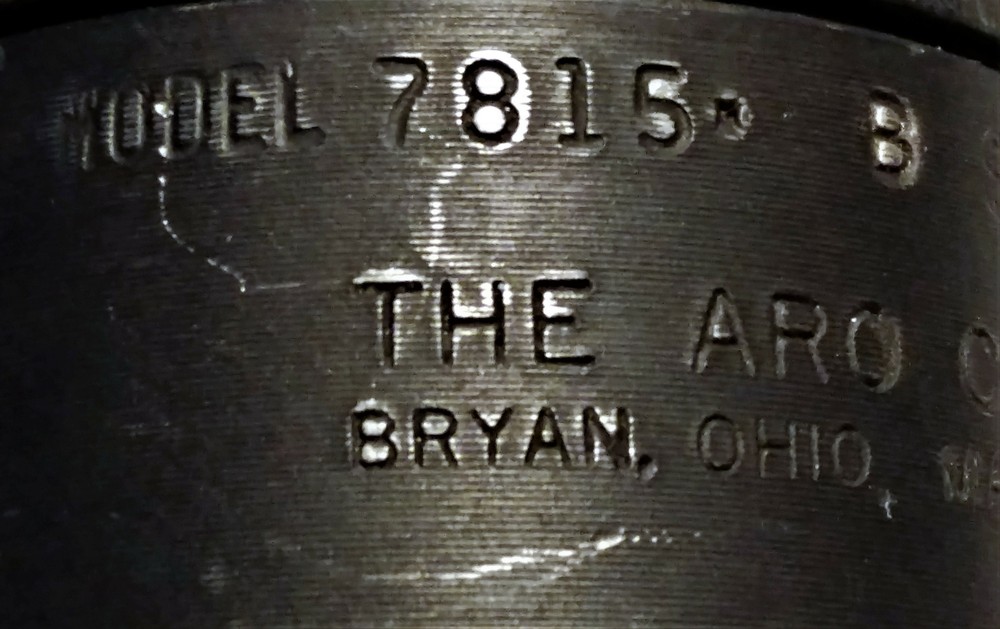 MODEL 7815- B
THE ARO C
BRYAN, OHIO,